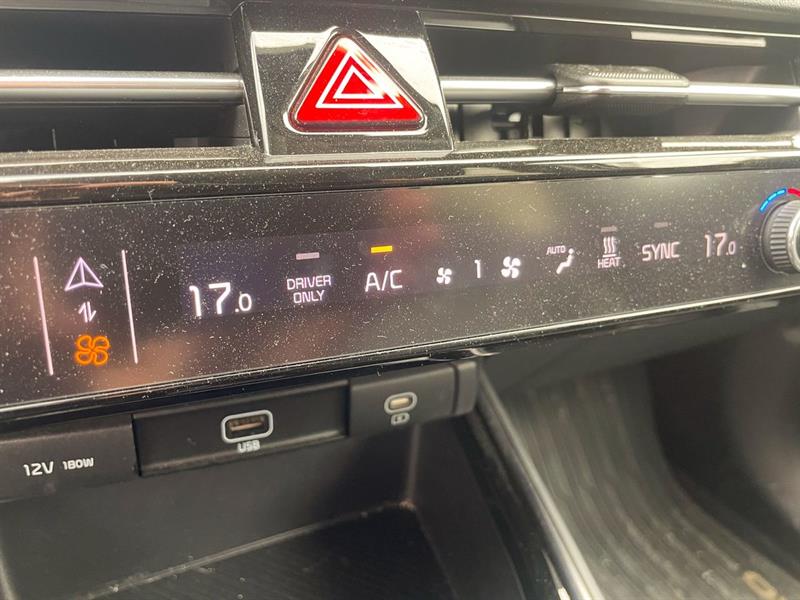 17.0
DRIVER
ONLY
A/C
1
AUTO
HEAT
SYNC
17.0
USB
12V 180W